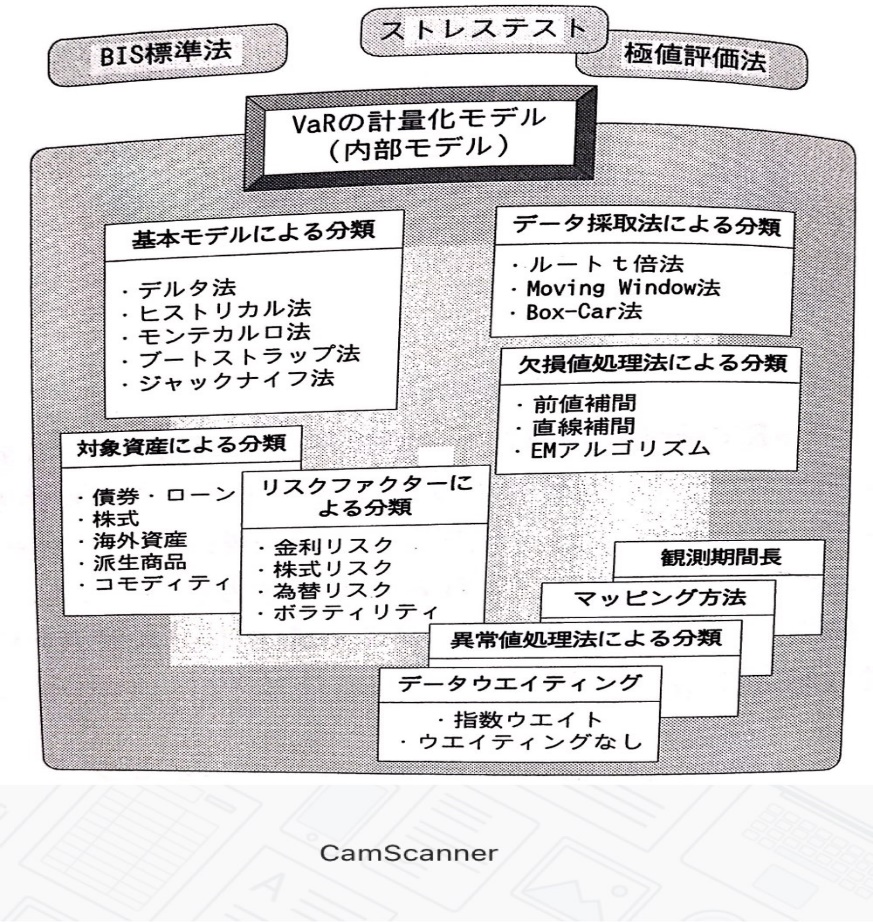 BIS標準法
ストレステスト
極値評価法
VaRの計量化モデル
(内部モデル)
基本モデルによる分類
・デルタ法
・ヒストリカル法
・モンテカルロ法
・ブートストラップ法
・ジャックナイフ法
データ採取法による分類
・ルートt倍法
・Moving Window法
・Box-Car法
欠損値処理法による分類
・前値補間
・直線補間
・EMアルゴリズム
対象資産による分類
・債券・ローン
・株式
・海外資産
・派生商品
・コモディティ
リスクファクターに
よる分類
・金利リスク
・株式リスク
・為替リスク
・ボラティリティ
観測期間長
マッピング方法
異常値処理法による分類
データウエイティング
・指数ウエイト
・ウエイティングなし
CamScanner